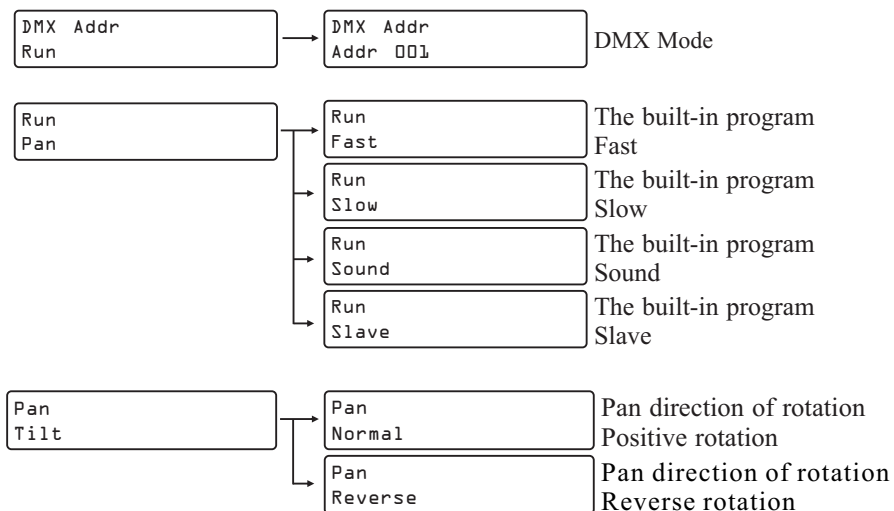 DMX Addr
Run
DMX Addr
Addr 001
DMX Mode
Run
Pan
Run
Fast
The built-in program
Fast
Run
Slow
The built-in program
Slow
Run
Sound
The built-in program
Sound
Run
Slave
The built-in program
Slave
Pan
Tilt
Pan
Normal
Pan direction of rotation
Positive rotation
Pan
Reverse
Pan direction of rotation
Reverse rotation